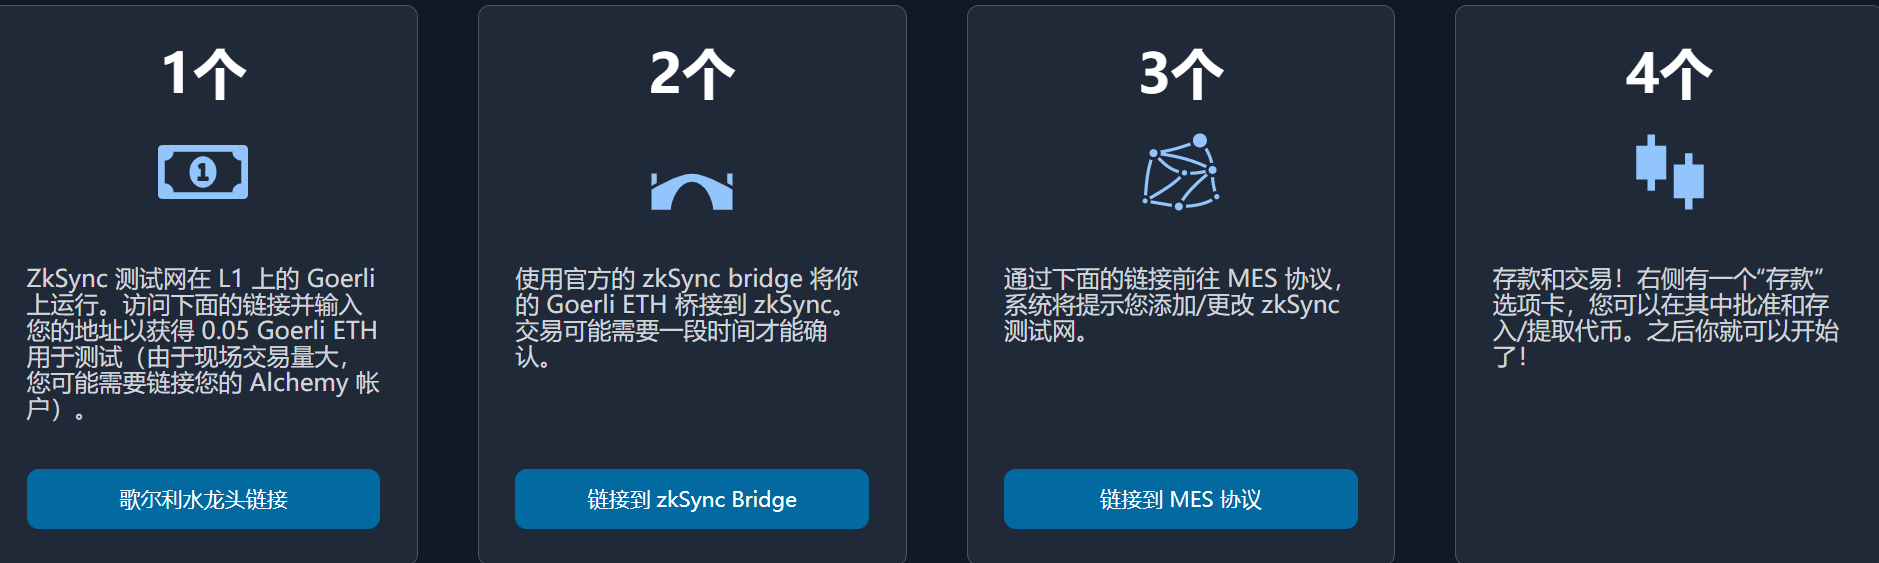 1个
1
ZkSync 测试网在 L1 上的 Goerli
上运行。访问下面的链接并输入
您的地址以获得 0.05 Goerli ETH
用于测试（由于现场交易量大，
您可能需要链接您的 Alchemy 帐
户）。
歌尔利水龙头链接
2个
使用官方的 zkSync bridge 将你
的 Goerli ETH 桥接到 zkSync。
交易可能需要一段时间才能确
认。
链接到 zkSync Bridge
3个
通过下面的链接前往 MES 协议，
系统将提示您添加/更改 zkSync
测试网。
链接到 MES 协议
4个
存款和交易！右侧有一个“存款”
选项卡，您可以在其中批准和存
入/提取代币。之后你就可以开始
了！